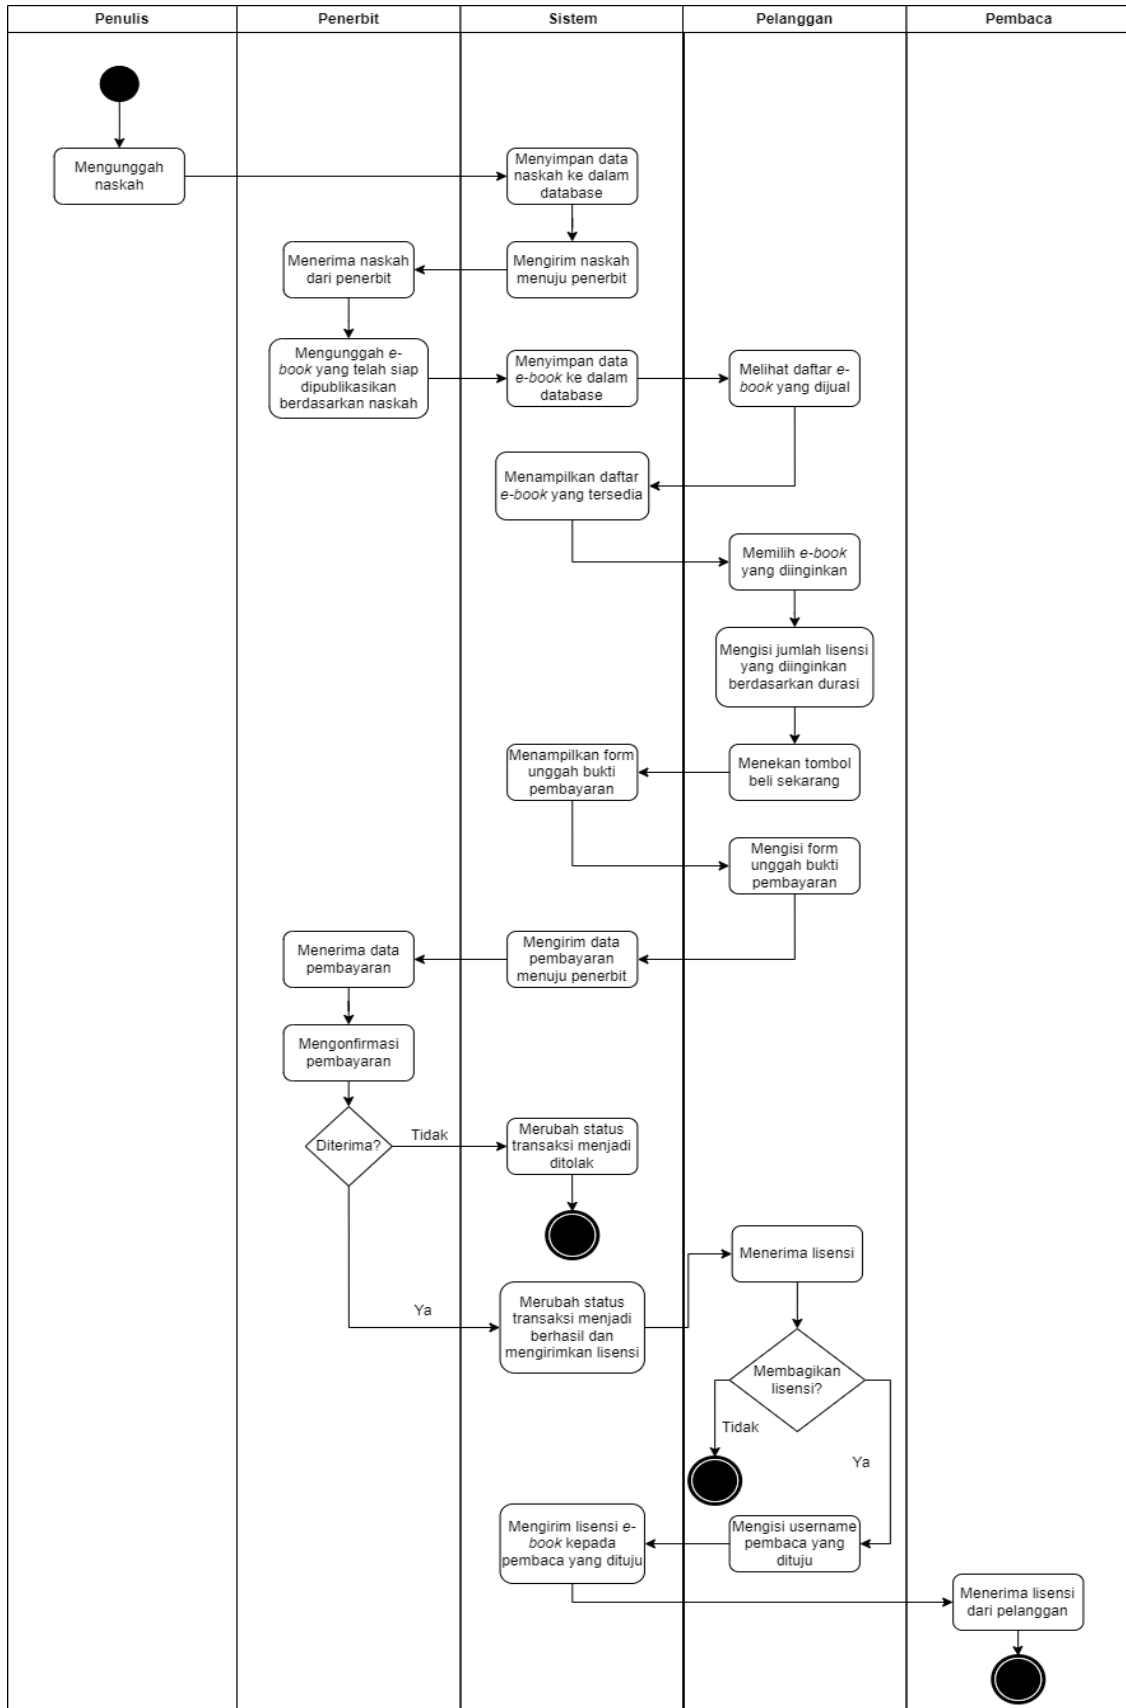 Penulis
Penerbit
Sistem
Pelanggan
Pembaca
Mengunggah
naskah
Menyimpan data
naskah ke dalam
database
Menerima naskah
dari penerbit
Mengirim naskah
menuju penerbit
Mengunggah e-
book yang telah siap
dipublikasikan
berdasarkan naskah
Menyimpan data
e-book ke dalam
database
Melihat daftar e-
book yang dijual
Menampilkan daftar
e-book yang tersedia
Memilih e-book
yang diinginkan
Mengisi jumlah lisensi
yang diinginkan
berdasarkan durasi
Menampilkan form
unggah bukti
pembayaran
Menekan tombol
beli sekarang
Mengisi form
unggah bukti
pembayaran
Menerima data
pembayaran
Mengirim data
pembayaran
menuju penerbit
Mengonfirmasi
pembayaran
Diterima?
Tidak
Merubah status
transaksi menjadi
ditolak
Menerima lisensi
Ya
Merubah status
transaksi menjadi
berhasil dan
mengirimkan lisensi
Membagikan
lisensi?
Tidak
Ya
Mengirim lisensi e-
book kepada
pembaca yang dituju
Mengisi username
pembaca yang
dituju
Menerima lisensi
dari pelanggan